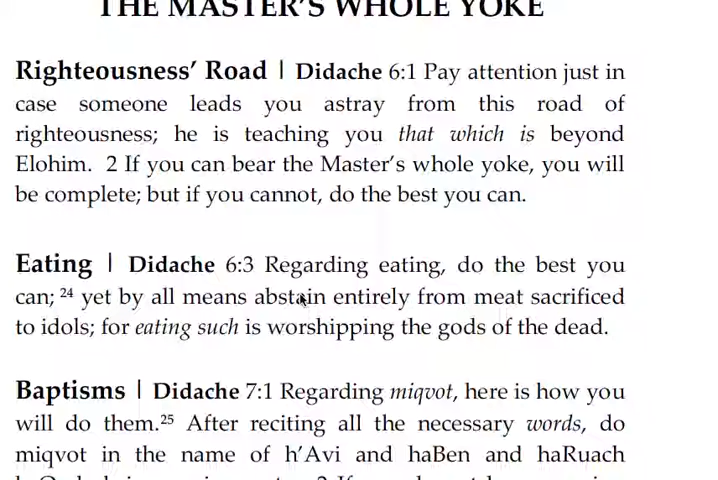 THE MASTER'S WHOLE YOKE
Righteousness' Road | Didache 6:1 Pay attention just in
case someone leads you astray from this road of
righteousness; he is teaching you that which is beyond
Elohim. 2 If you can bear the Master's whole yoke, you will
be complete; but if you cannot, do the best you can.
Eating | Didache 6:3 Regarding eating, do the best you
can; 24 yet by all means abstain entirely from meat sacrificed
to idols; for eating such is worshipping the gods of the dead.
Baptisms | Didache 7:1 Regarding miqvot, here is how you
will do them.25 After reciting all the necessary words, do
miqvot in the name of h'Avi and haBen and haRuach